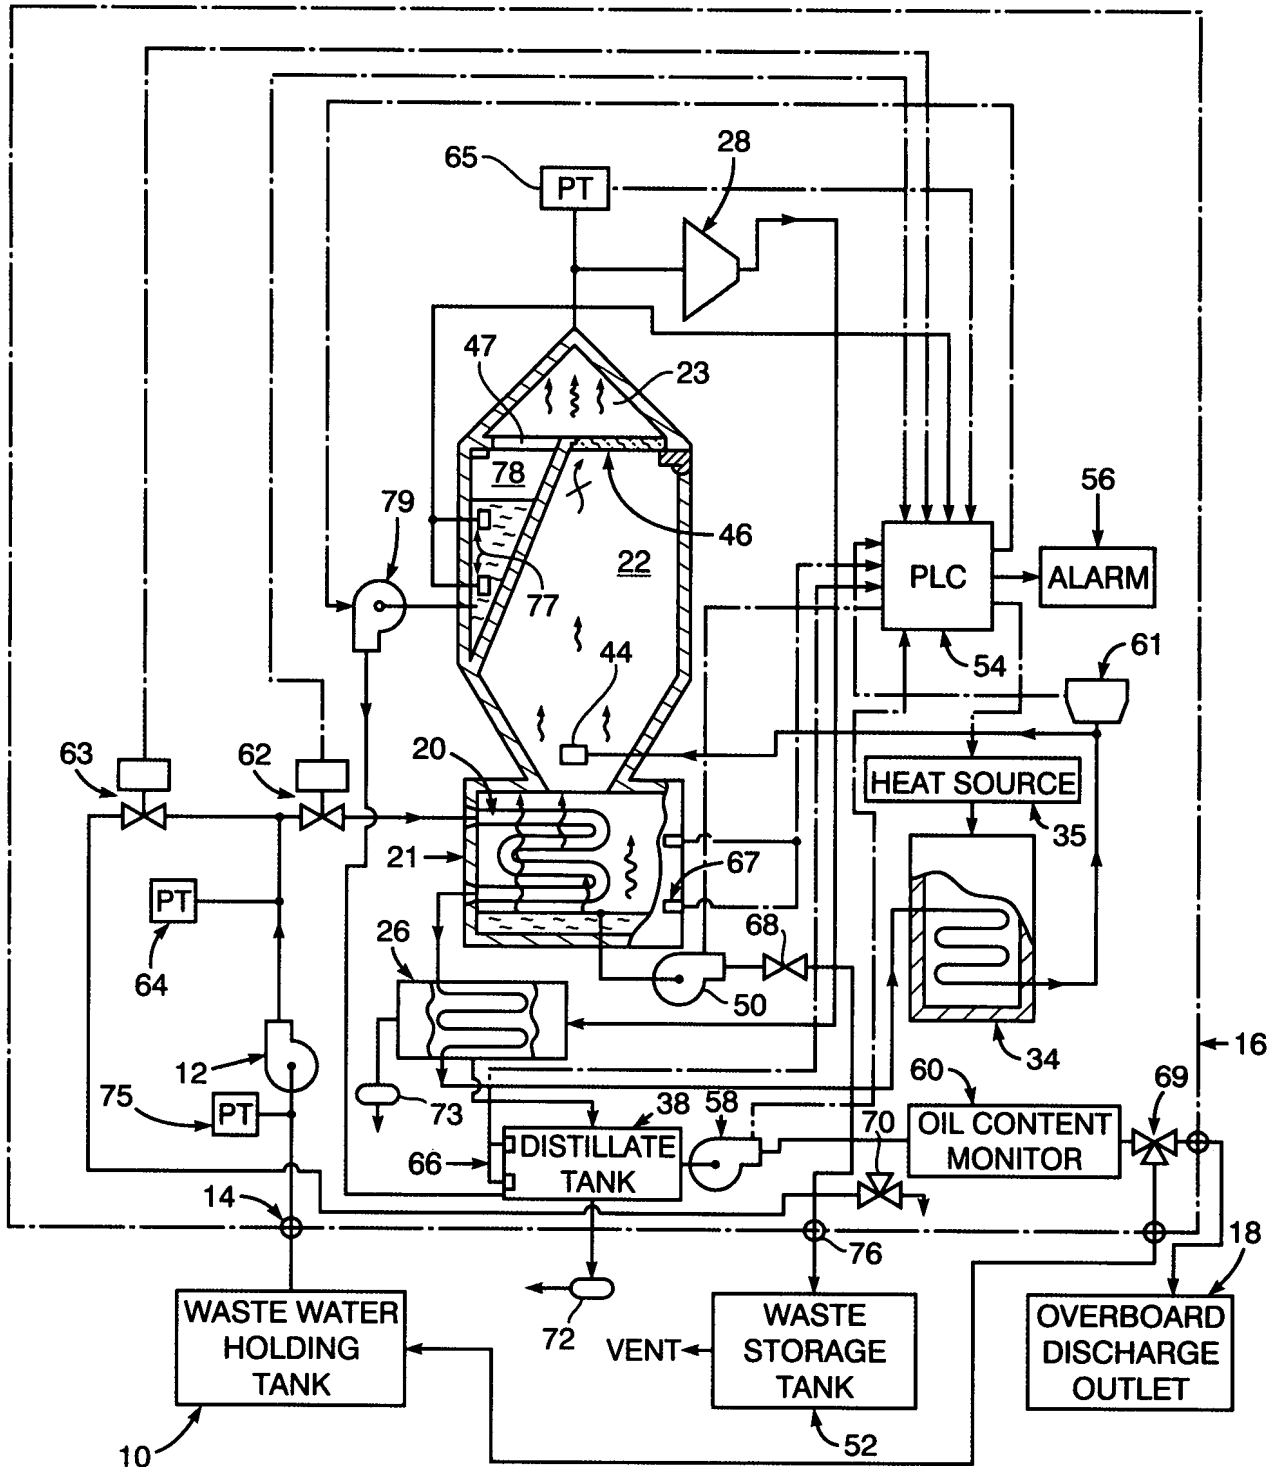 65
PT
28
47
23
78
79
46
56
22
77
PLC
ALARM
44
54
61
63
62
20
HEAT SOURCE
35
21
67
PT
64
26
68
50
34
16
12
75
PT
73
38
58
60
69
70
OIL CONTENT
MONITOR
66
DISTILLATE
TANK
14
76
18
WASTE WATER
HOLDING
TANK
72
VENT
WASTE
STORAGE
TANK
OVERBOARD
DISCHARGE
OUTLET
10
52